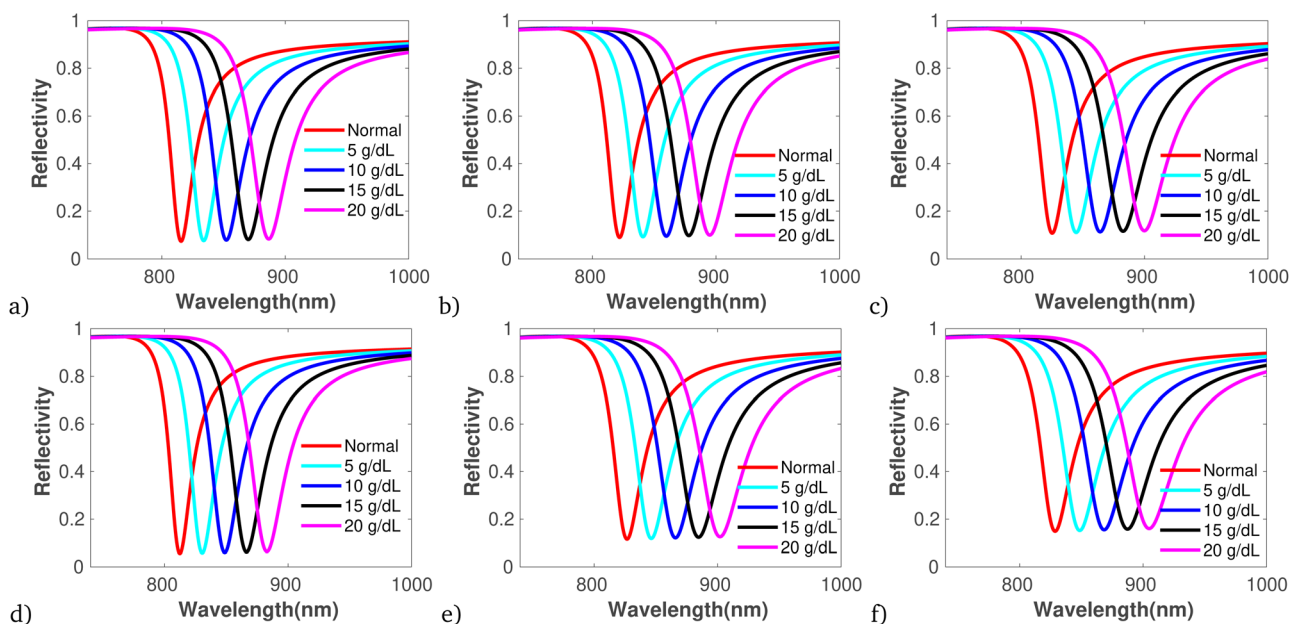 1
0.8
0.6
0.4
0.2
0
Reflectivity
Normal
5 g/dL
10 g/dL
15 g/dL
20 g/dL
800 900 1000
Wavelength(nm)
a)
1
0.8
0.6
0.4
0.2
0
Reflectivity
Normal
5 g/dL
10 g/dL
15 g/dL
20 g/dL
800 900 1000
Wavelength(nm)
b)
1
0.8
0.6
0.4
0.2
0
Reflectivity
Normal
5 g/dL
10 g/dL
15 g/dL
20 g/dL
800 900 1000
Wavelength(nm)
c)
1
0.8
0.6
0.4
0.2
0
Reflectivity
Normal
5 g/dL
10 g/dL
15 g/dL
20 g/dL
800 900 1000
Wavelength(nm)
d)
1
0.8
0.6
0.4
0.2
0
Reflectivity
Normal
5 g/dL
10 g/dL
15 g/dL
20 g/dL
800 900 1000
Wavelength(nm)
e)
1
0.8
0.6
0.4
0.2
0
Reflectivity
Normal
5 g/dL
10 g/dL
15 g/dL
20 g/dL
800 900 1000
Wavelength(nm)
f)